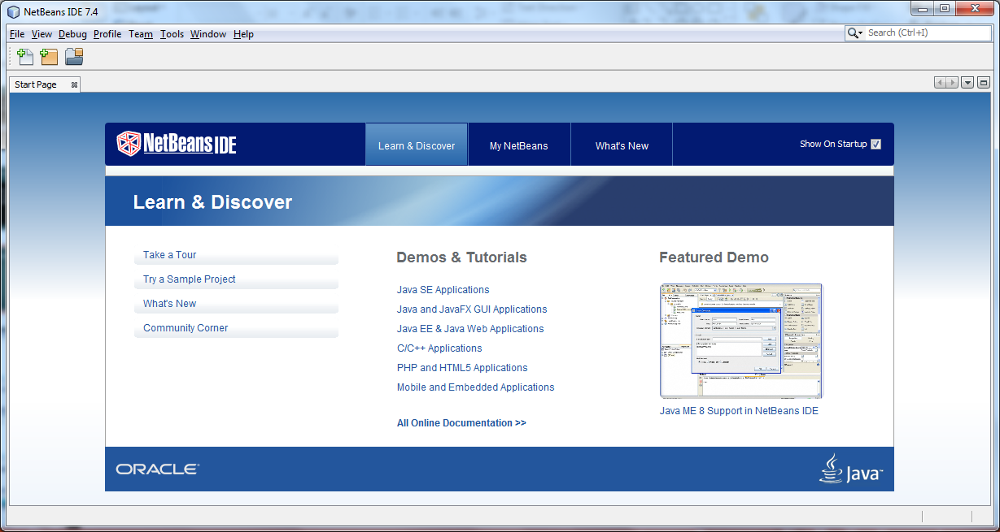 NetBeans IDE 7.4
File View Debug Profile Team Tools Window Help
Search (Ctrl+I)
Start Page
NetBeans IDE
Learn & Discover
My NetBeans
What's New
Show On Startup
Learn & Discover
Take a Tour
Try a Sample Project
What's New
Community Corner
Demos & Tutorials
Java SE Applications
Java and JavaFX GUI Applications
Java EE & Java Web Applications
C/C++ Applications
PHP and HTML5 Applications
Mobile and Embedded Applications
All Online Documentation >>
Featured Demo
Java ME 8 Support in NetBeans IDE
ORACLE
Java